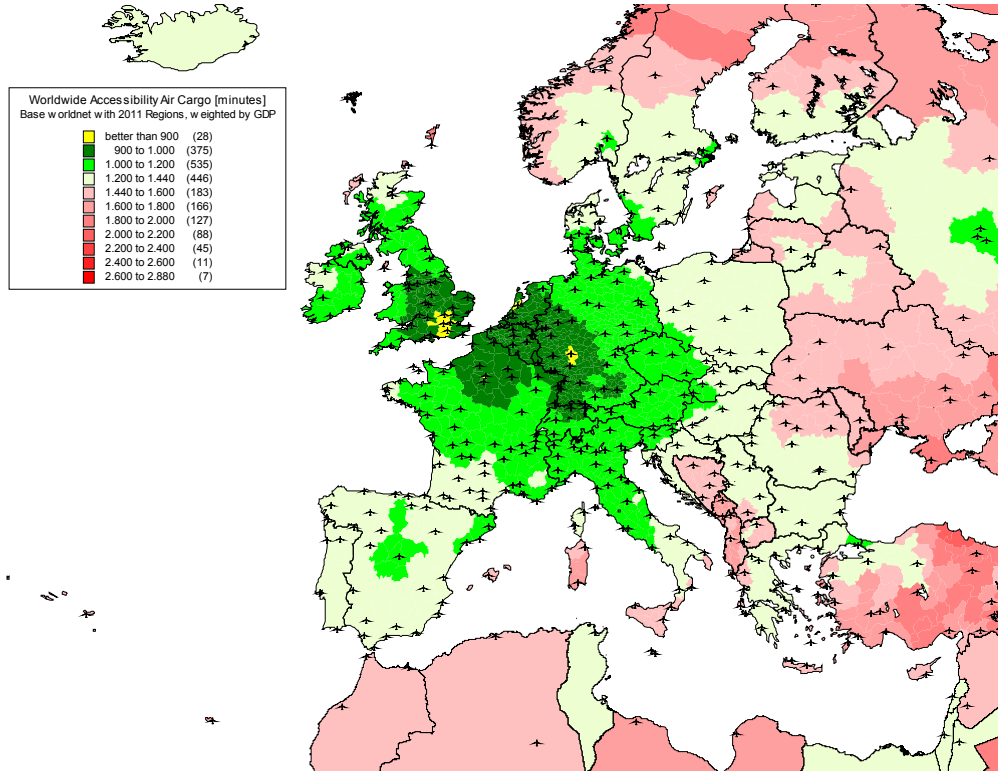 Worldwide Accessibility Air Cargo [minutes]
Base worldnet with 2011 Regions, weighted by GDP
better than 900 (28)
900 to 1.000 (375)
1.000 to 1.200 (535)
1.200 to 1.440 (446)
1.440 to 1.600 (183)
1.600 to 1.800 (166)
1.800 to 2.000 (127)
2.000 to 2.200 (88)
2.200 to 2.400 (45)
2.400 to 2.600 (11)
2.600 to 2.880 (7)